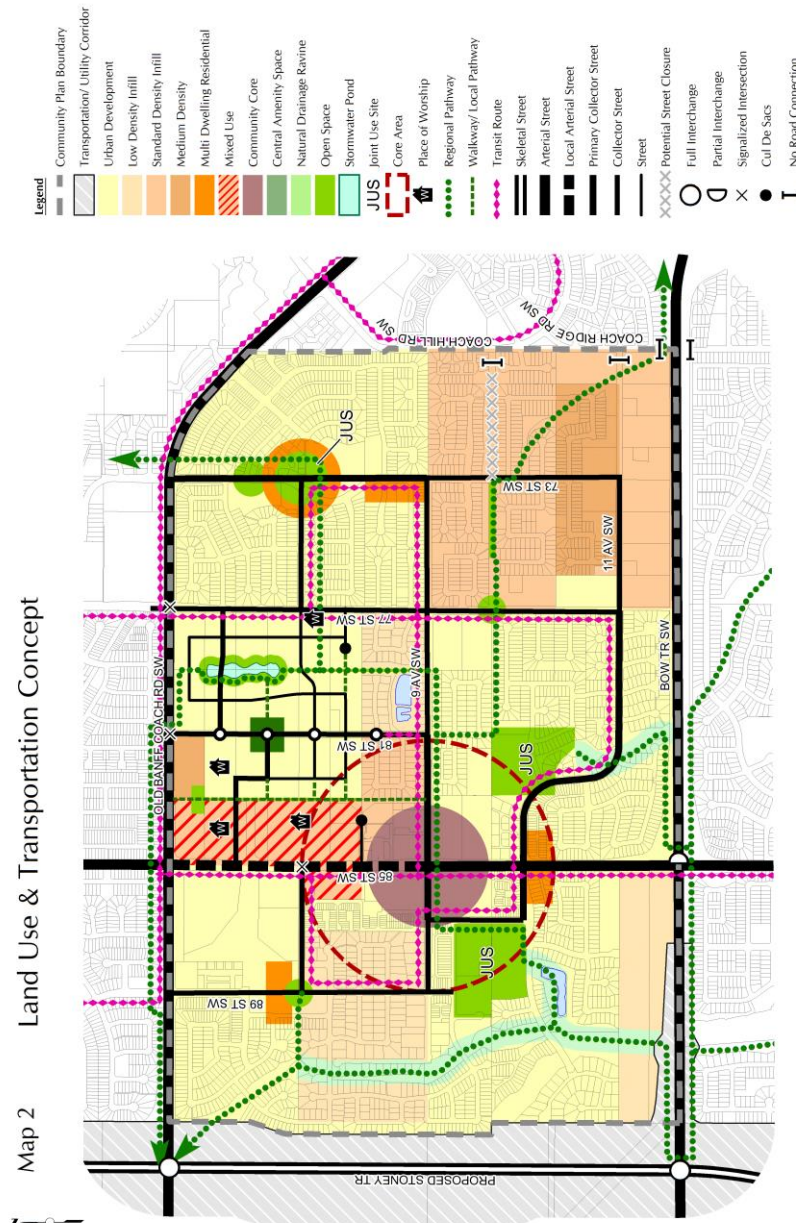 Map 2
Land Use & Transportation Concept
OLD BANFF COACH RD SW
COACH HILL RD SW
COACH RIDGE RD SW
JUS
73 ST SW
11 AV SW
77 ST SW
9 AV SW
81 ST SW
BOW TR SW
JUS
W
W
W
W
85 ST SW
JUS
89 ST SW
PROPOSED STONEY TR
Legend
Community Plan Boundary
Transportation/ Utility Corridor
Urban Development
Low Density Infill
Standard Density Infill
Medium Density
Multi Dwelling Residential
Mixed Use
Community Core
Central Amenity Space
Natural Drainage Ravine
Open Space
Stormwater Pond
JUS Joint Use Site
Core Area
W Place of Worship
Regional Pathway
Walkway/ Local Pathway
Transit Route
Skeletal Street
Arterial Street
Local Arterial Street
Primary Collector Street
Collector Street
Street
Potential Street Closure
Full Interchange
Partial Interchange
Signalized Intersection
Cul De Sacs
No Road Connection